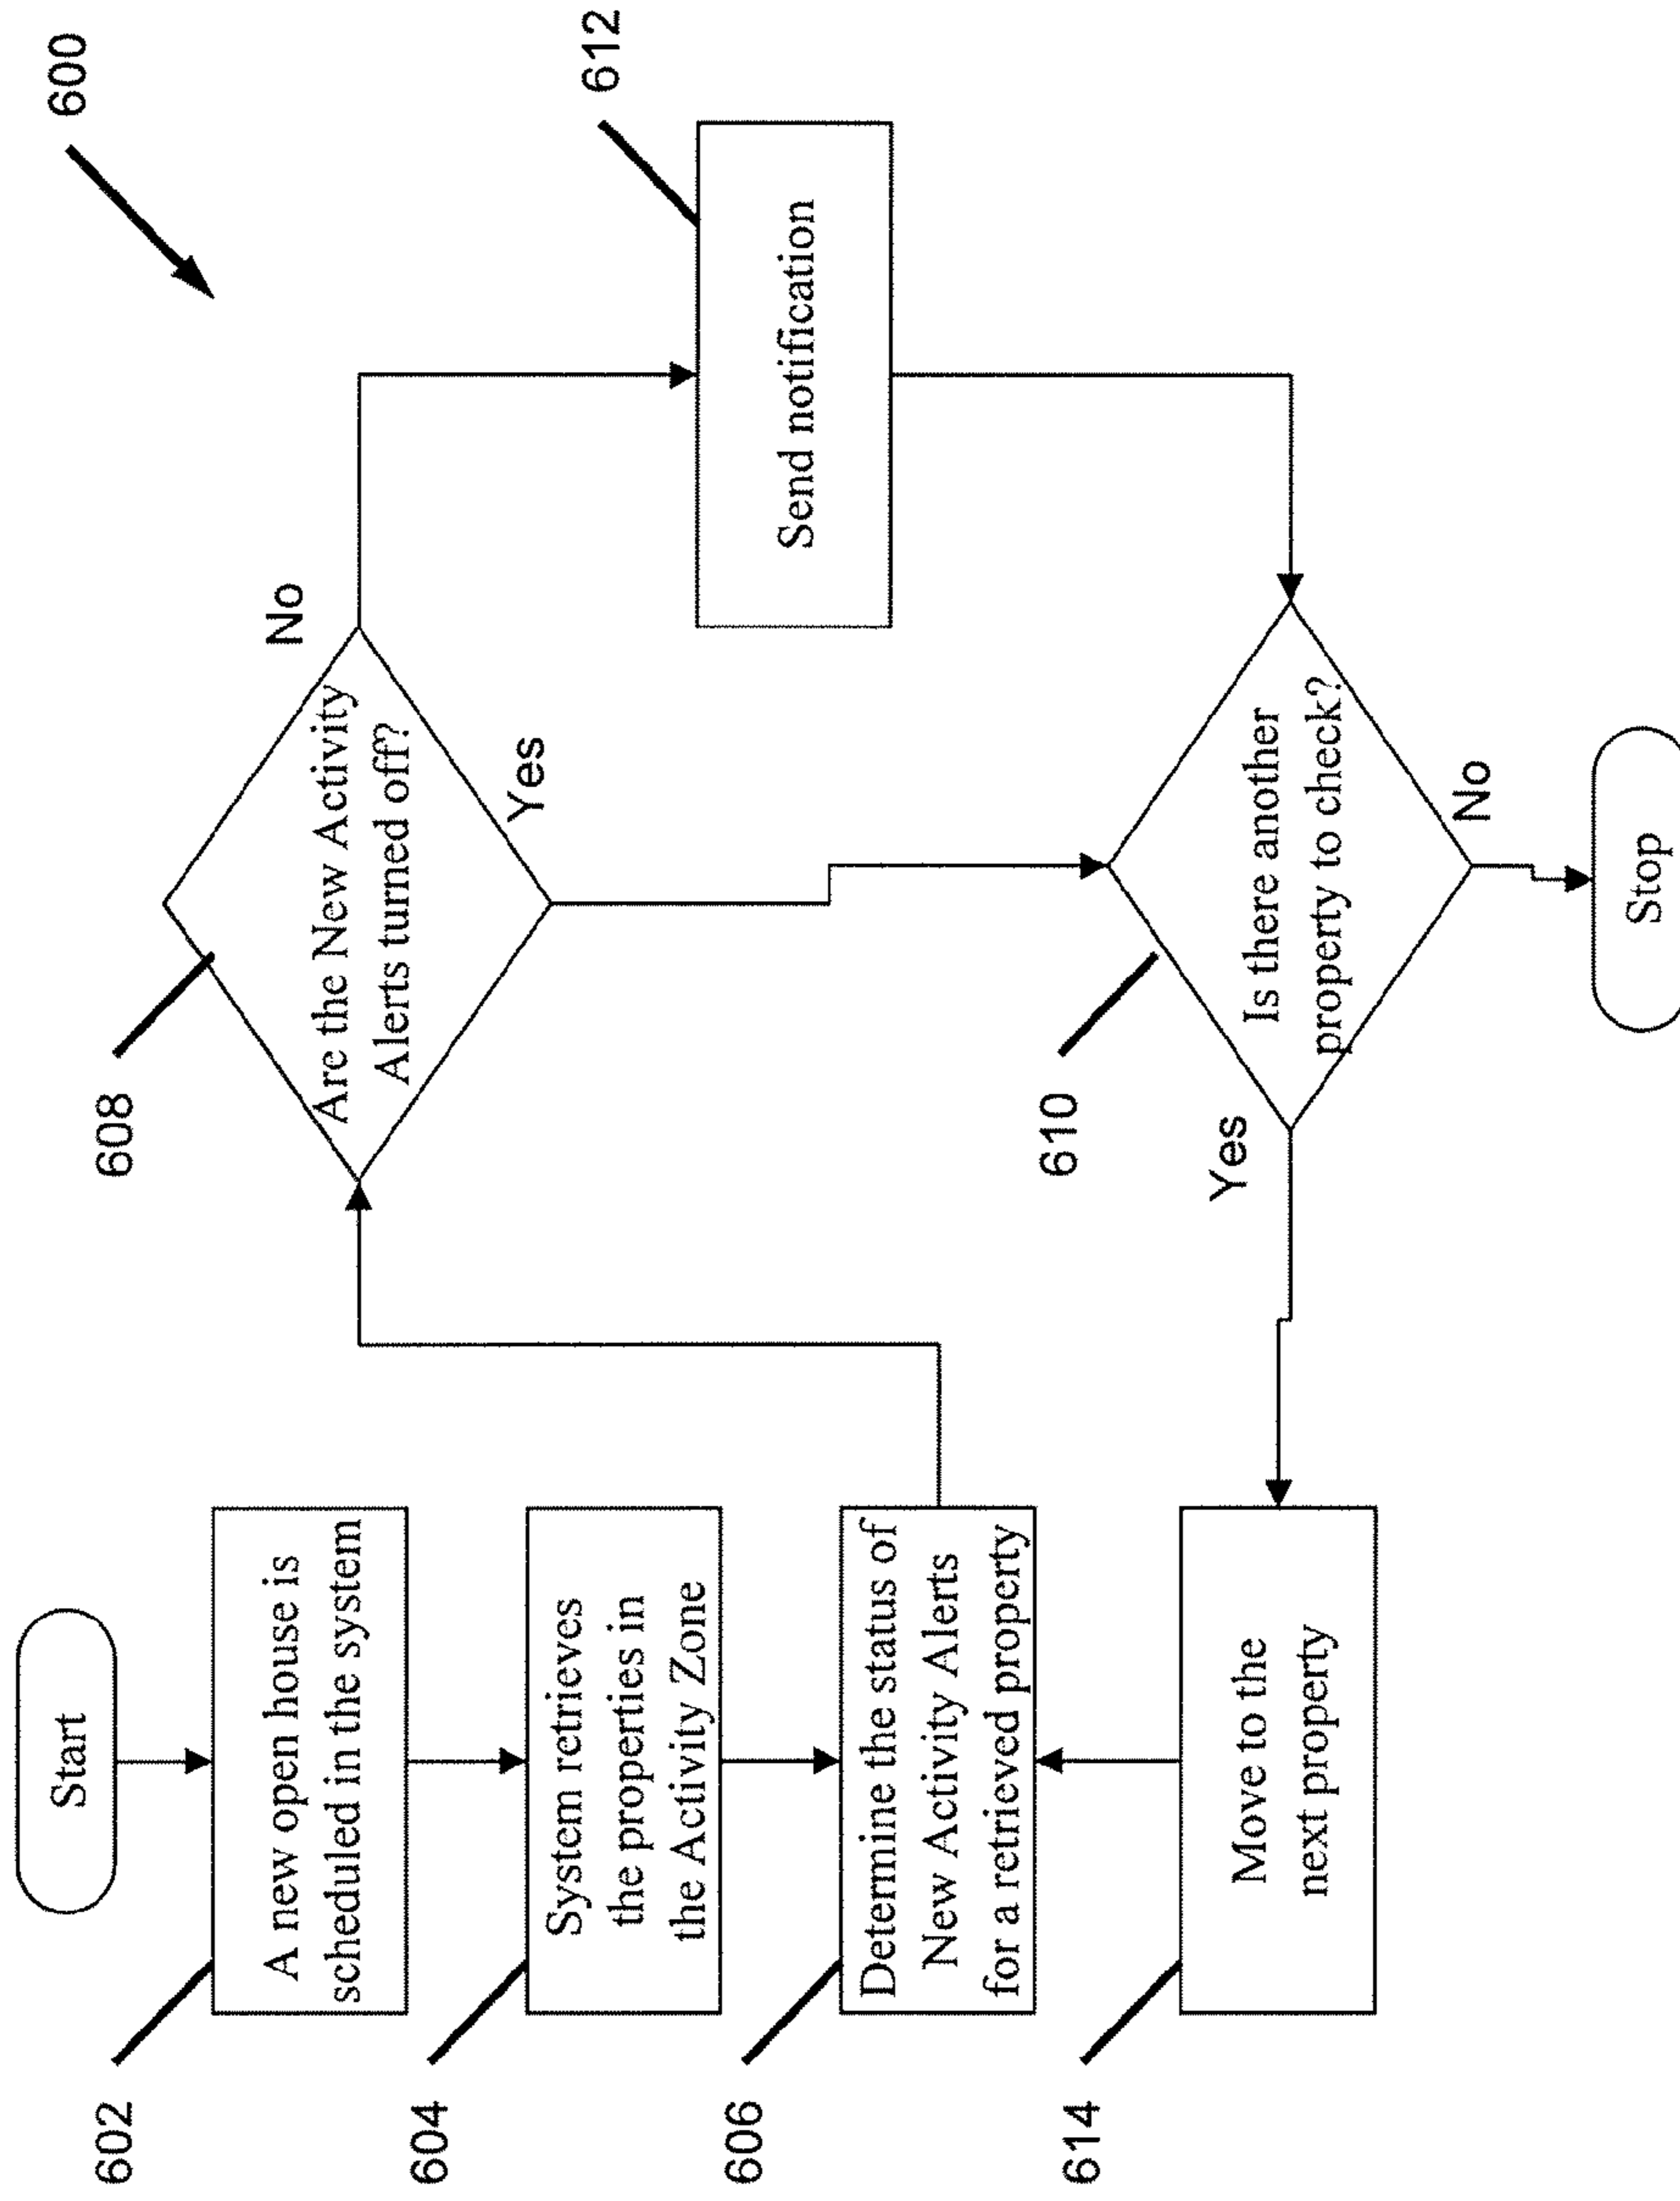 600
Start
602
A new open house is
scheduled in the system
604
System retrieves
the properties in
the Activity Zone
606
Determine the status of
New Activity Alerts
for a retrieved property
614
Move to the
next property
608
Are the New Activity
Alerts turned off?
No
Yes
612
Send notification
610
Is there another
property to check?
Yes
No
Stop